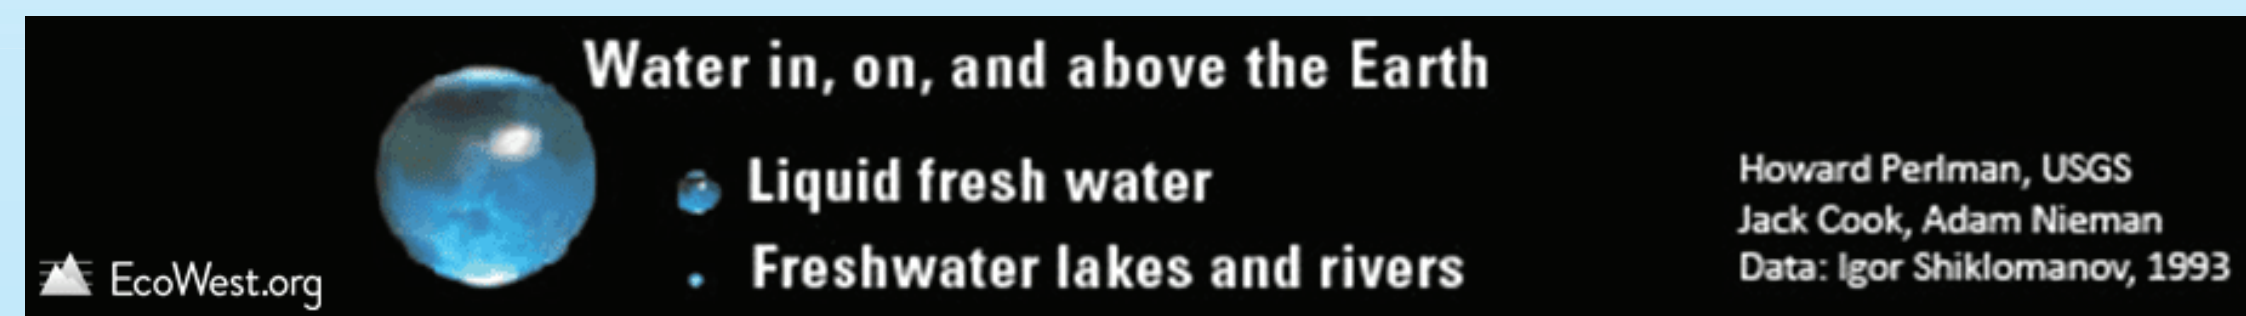 Water in, on, and above the Earth
Liquid fresh water
Freshwater lakes and rivers
Howard Perlman, USGS
Jack Cook, Adam Nieman
Data: Igor Shiklomanov, 1993
EcoWest.org